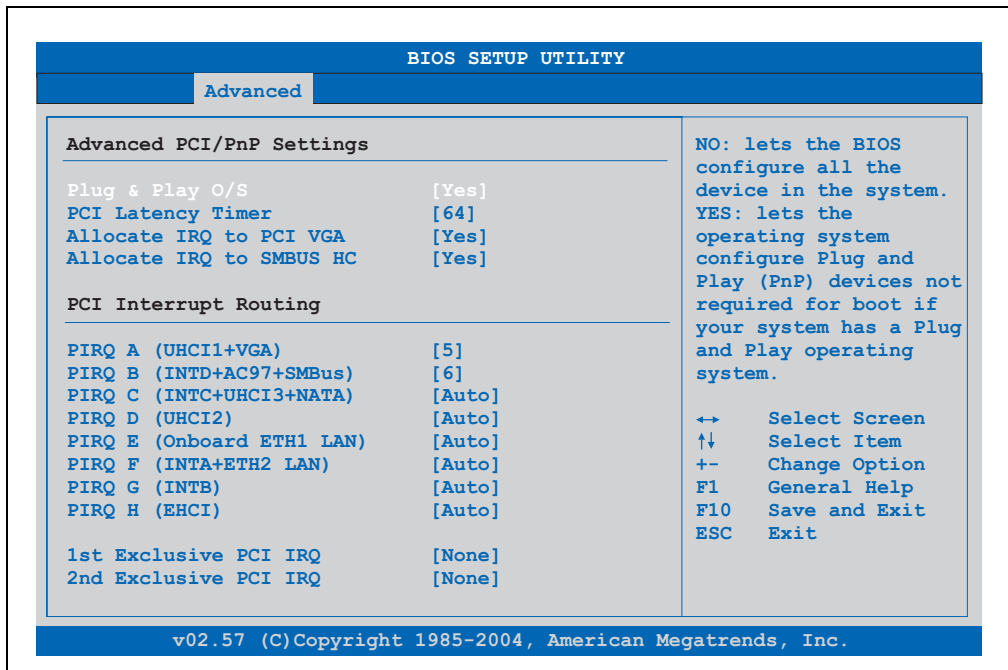 BIOS SETUP UTILITY
Advanced
Advanced PCI/PnP Settings
Plug & Play O/S [Yes]
PCI Latency Timer [64]
Allocate IRQ to PCI VGA [Yes]
Allocate IRQ to SMBUS HC [Yes]
PCI Interrupt Routing
PIRQ A (UHCI1+VGA) [5]
PIRQ B (INTD+AC97+SMBus) [6]
PIRQ C (INTC+UHCI3+NATA) [Auto]
PIRQ D (UHCI2) [Auto]
PIRQ E (Onboard ETH1 LAN) [Auto]
PIRQ F (INTA+ETH2 LAN) [Auto]
PIRQ G (INTB) [Auto]
PIRQ H (EHCI) [Auto]
1st Exclusive PCI IRQ [None]
2nd Exclusive PCI IRQ [None]
NO: lets the BIOS
configure all the
device in the system.
YES: lets the
operating system
configure Plug and
Play (PnP) devices not
required for boot if
your system has a Plug
and Play operating
system.
↔ Select Screen
↑↓ Select Item
+- Change Option
F1 General Help
F10 Save and Exit
ESC Exit
v02.57 (C)Copyright 1985-2004, American Megatrends, Inc.